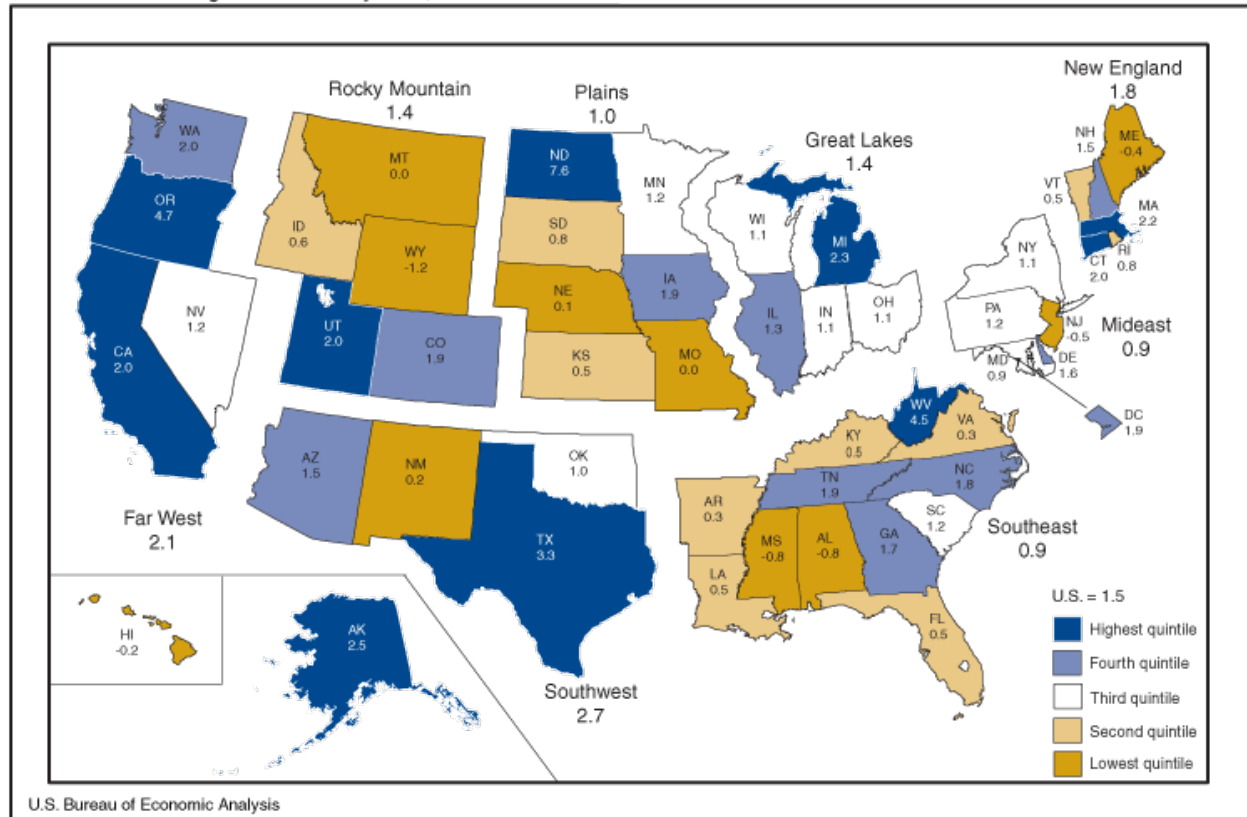 Rocky Mountain
1.4
Plains
1.0
Great Lakes
1.4
New England
1.8
WA
2.0
OR
4.7
CA
2.0
NV
1.2
ID
0.6
MT
0.0
WY
-1.2
UT
2.0
CO
1.9
AZ
1.5
NM
0.2
ND
7.6
SD
0.8
NE
0.1
KS
0.5
MN
1.2
IA
1.9
MO
0.0
OK
1.0
TX
3.3
WI
1.1
MI
2.3
IL
1.3
IN
1.1
OH
1.1
NH
1.5
ME
-0.4
VT
0.5
MA
2.2
RI
0.8
CT
2.0
NY
1.1
PA
1.2
NJ
-0.5
Mideast
0.9
MD
0.9
DE
1.6
DC
1.9
WV
4.5
VA
0.3
KY
0.5
TN
1.9
NC
1.8
SC
1.2
AR
0.3
LA
0.5
MS
-0.8
AL
-0.8
GA
1.7
FL
0.5
Far West
2.1
Southwest
2.7
Southeast
0.9
HI
-0.2
AK
2.5
U.S. = 1.5
Highest quintile
Fourth quintile
Third quintile
Second quintile
Lowest quintile
U.S. Bureau of Economic Analysis